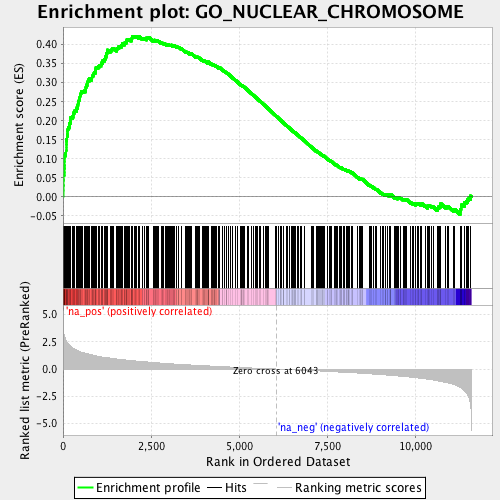 Enrichment plot: GO_NUCLEAR_CHROMOSOME
Enrichment score (ES)
0.40
0.35
0.30
0.25
0.20
0.15
0.10
0.05
0.00
-0.05
Ranked list metric (PreRanked)
5.0
2.5
0.0
-2.5
-5.0
'na_pos' (positively correlated)
Zero cross at 6043
'na_neg' (negatively correlated)
0
2,500
5,000
7,500
10,000
Rank in Ordered Dataset
Enrichment profile
Hits
Ranking metric scores